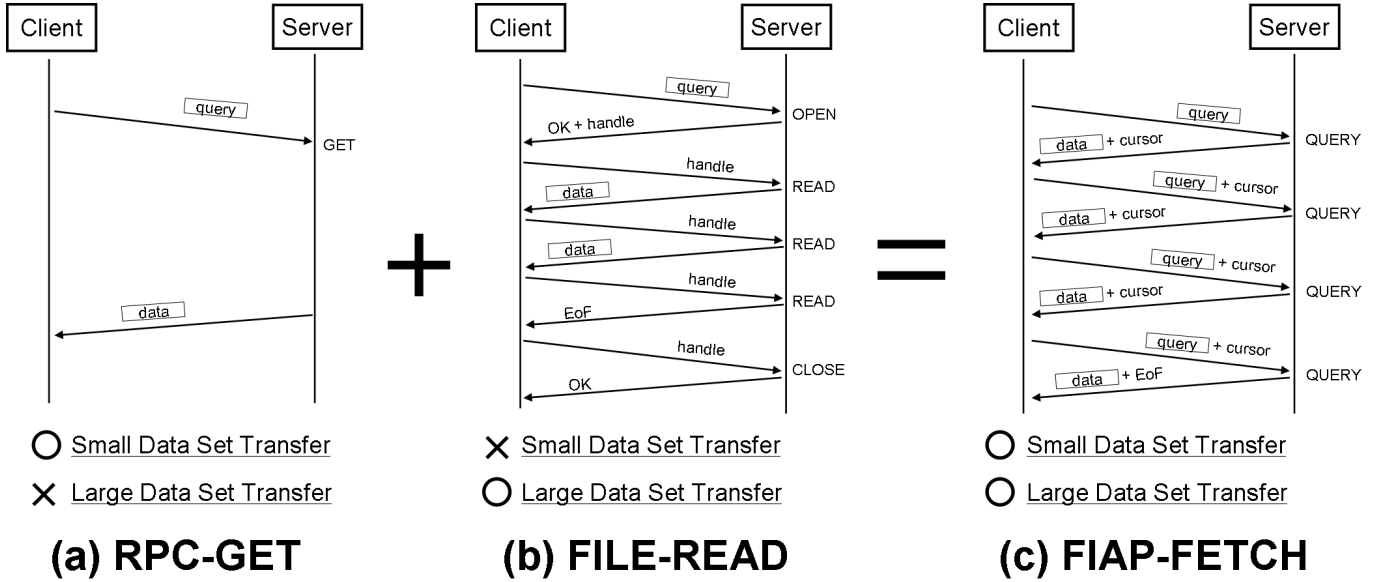 Client
Server
query
GET
data
Small Data Set Transfer
Large Data Set Transfer
(a) RPC-GET
+
Client
Server
query
OPEN
OK + handle
handle
READ
data
handle
READ
data
handle
READ
EoF
handle
CLOSE
OK
Small Data Set Transfer
Large Data Set Transfer
(b) FILE-READ
=
Client
Server
query
QUERY
data + cursor
query + cursor
QUERY
data + cursor
query + cursor
QUERY
data + cursor
query + cursor
QUERY
data + EoF
Small Data Set Transfer
Large Data Set Transfer
(c) FIAP-FETCH